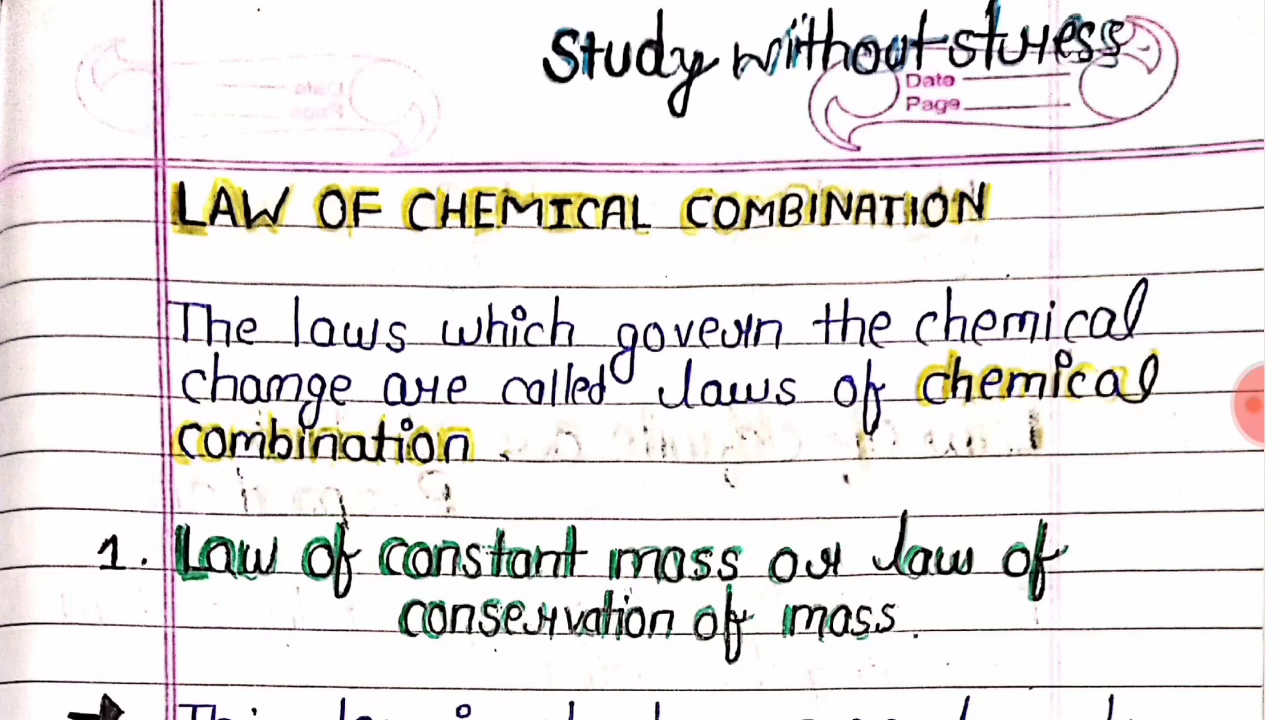 Study without stress
Date
Page
LAW OF CHEMICAL COMBINATION
The laws which govern the chemical
change are called laws of chemical
combination.
1. Law of constant mass or law of
conservation of mass.